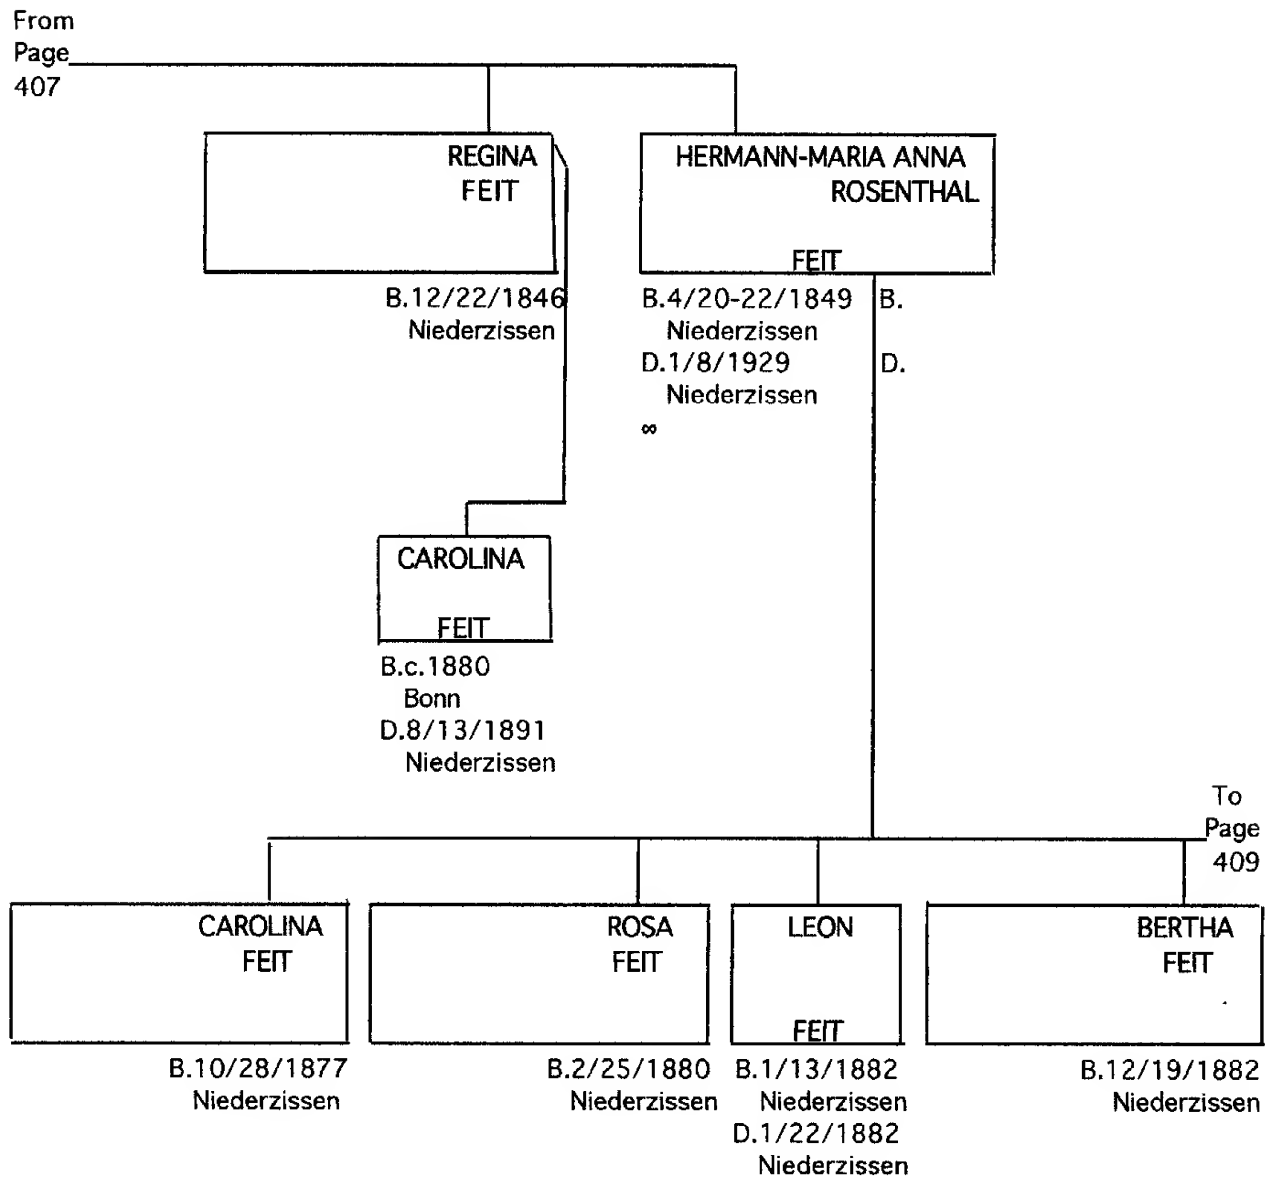 From
Page
407
REGINA
FEIT
B.12/22/1846
Niederzissen
HERMANN-MARIA ANNA
ROSENTHAL
FEIT
B.4/20-22/1849 B.
Niederzissen
D.1/8/1929 D.
Niederzissen
∞
CAROLINA
FEIT
B.c.1880
Bonn
D.8/13/1891
Niederzissen
To
Page
409
CAROLINA
FEIT
B.10/28/1877
Niederzissen
ROSA
FEIT
B.2/25/1880
Niederzissen
LEON
FEIT
B.1/13/1882
Niederzissen
D.1/22/1882
Niederzissen
BERTHA
FEIT
B.12/19/1882
Niederzissen